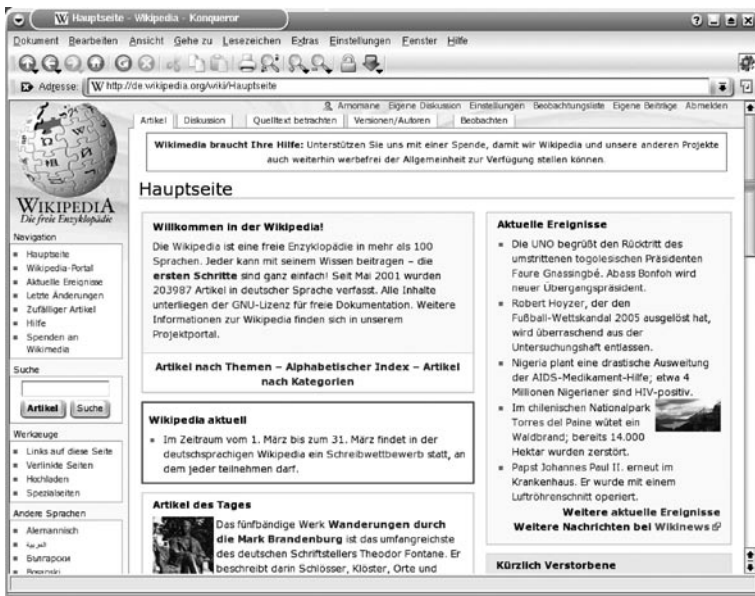 Hauptseite - Wikipedia - Konqueror
Dokument Bearbeiten Ansicht Gehe zu Lesezeichen Extras Einstellungen Fenster Hilfe
Adresse: http://de.wikipedia.org/wiki/Hauptseite
Arnomane Eigene Diskussion Einstellungen Beobachtungsliste Eigene Beiträge Abmelden
Artikel Diskussion Quelltext betrachten Versionen/Autoren Beobachten
Wikimedia braucht Ihre Hilfe: Unterstützen Sie uns mit einer Spende, damit wir Wikipedia und unsere anderen Projekte
auch weiterhin werbefrei der Allgemeinheit zur Verfügung stellen können.
WIKIPEDIA
Die freie Enzyklopädie
Navigation
Hauptseite
Wikipedia-Portal
Aktuelle Ereignisse
Letzte Änderungen
Zufälliger Artikel
Hilfe
Spenden an
Wikimedia
Suche
Artikel Suche
Werkzeuge
Links auf diese Seite
Verlinkte Seiten
Hochladen
Spezialseiten
Andere Sprachen
Alemannisch
العربية
Български
Bosanski
Hauptseite
Willkommen in der Wikipedia!
Die Wikipedia ist eine freie Enzyklopädie in mehr als 100
Sprachen. Jeder kann mit seinem Wissen beitragen – die
ersten Schritte sind ganz einfach! Seit Mai 2001 wurden
203987 Artikel in deutscher Sprache verfasst. Alle Inhalte
unterliegen der GNU-Lizenz für freie Dokumentation. Weitere
Informationen zur Wikipedia finden sich in unserem
Projektportal.
Artikel nach Themen – Alphabetischer Index – Artikel
nach Kategorien
Wikipedia aktuell
Im Zeitraum vom 1. März bis zum 31. März findet in der
deutschsprachigen Wikipedia ein Schreibwettbewerb statt, an
dem jeder teilnehmen darf.
Artikel des Tages
Das fünfbändige Werk Wanderungen durch
die Mark Brandenburg ist das umfangreichste
des deutschen Schriftstellers Theodor Fontane. Er
beschreibt darin Schlösser, Klöster, Orte und
Aktuelle Ereignisse
Die UNO begrüßt den Rücktritt des
umstrittenen togolesischen Präsidenten
Faure Gnassingbé. Abass Bonfoh wird
neuer Übergangspräsident.
Robert Hoyzer, der den
Fußball-Wettskandal 2005 ausgelöst hat,
wird überraschend aus der
Untersuchungshaft entlassen.
Nigeria plant eine drastische Ausweitung
der AIDS-Medikament-Hilfe; etwa 4
Millionen Nigerianer sind HIV-positiv.
Im chilenischen Nationalpark
Torres del Paine wütet ein
Waldbrand; bereits 14.000
Hektar wurden zerstört.
Papst Johannes Paul II. erneut im
Krankenhaus. Er wurde mit einem
Luftröhrenschnitt operiert.
Weitere aktuelle Ereignisse
Weitere Nachrichten bei Wikinews
Kürzlich Verstorbene